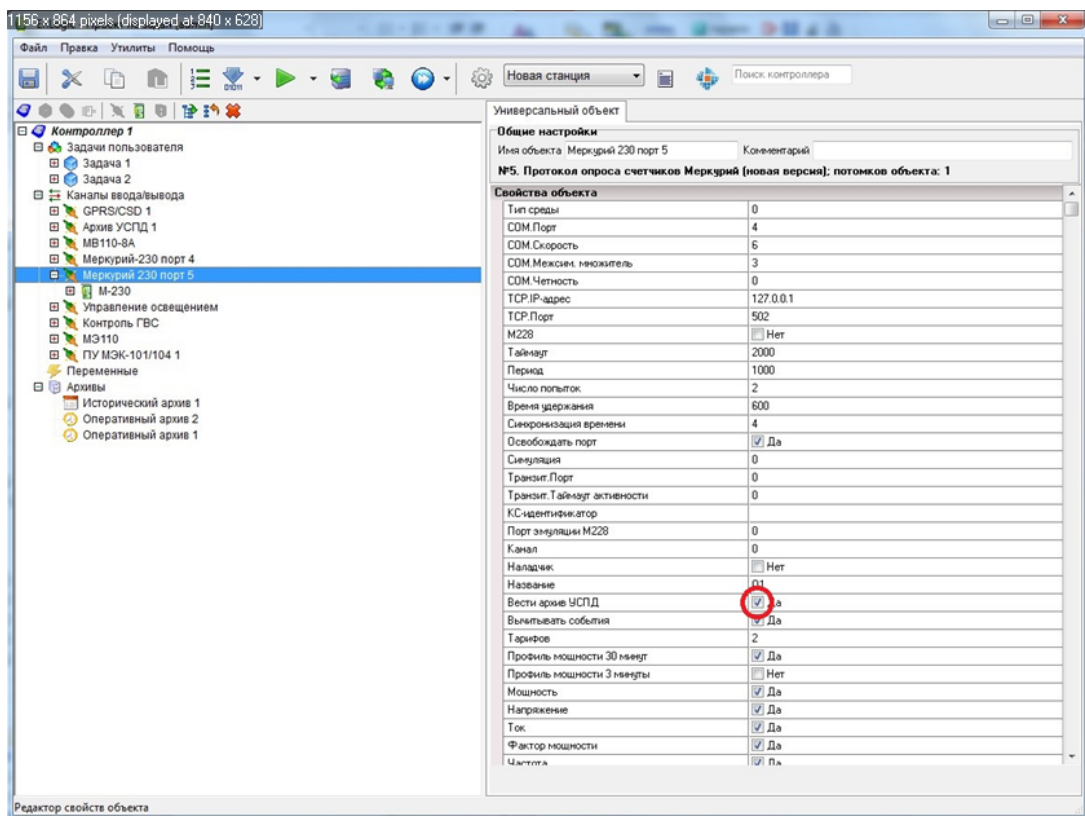 1156 x 864 pixels (displayed at 840 x 628)
Файл Правка Утилиты Помощь
Новая станция
Поиск контроллера
Контроллер 1
Задачи пользователя
Задача 1
Задача 2
Каналы ввода/вывода
GPRS/CSD 1
Архив УСПД 1
МВ110-8А
Меркурий-230 порт 4
Меркурий 230 порт 5
М-230
Управление освещением
Контроль ГВС
МЭ110
ПУ МЭК-101/104 1
Переменные
Архивы
Исторический архив 1
Оперативный архив 2
Оперативный архив 1
Универсальный объект
Общие настройки
Имя объекта Меркурий 230 порт 5 Комментарий
№5. Протокол опроса счетчиков Меркурий (новая версия); потомков объекта: 1
Свойства объекта
Тип среды 0
COM.Порт 4
COM.Скорость 6
COM.Межсим. множитель 3
COM.Четность 0
TCP.IP-адрес 127.0.0.1
TCP.Порт 502
М228 Нет
Таймаут 2000
Период 1000
Число попыток 2
Время удержания 600
Синхронизация времени 4
Освобождать порт Да
Симуляция 0
Транзит.Порт 0
Транзит.Таймаут активности 0
КС-идентификатор
Порт эмуляции М228 0
Канал 0
Наладчик Нет
Название 01
Вести архив УСПД Да
Вычитывать события Да
Тарифов 2
Профиль мощности 30 минут Да
Профиль мощности 3 минуты Нет
Мощность Да
Напряжение Да
Ток Да
Фактор мощности Да
Частота Да
Редактор свойств объекта